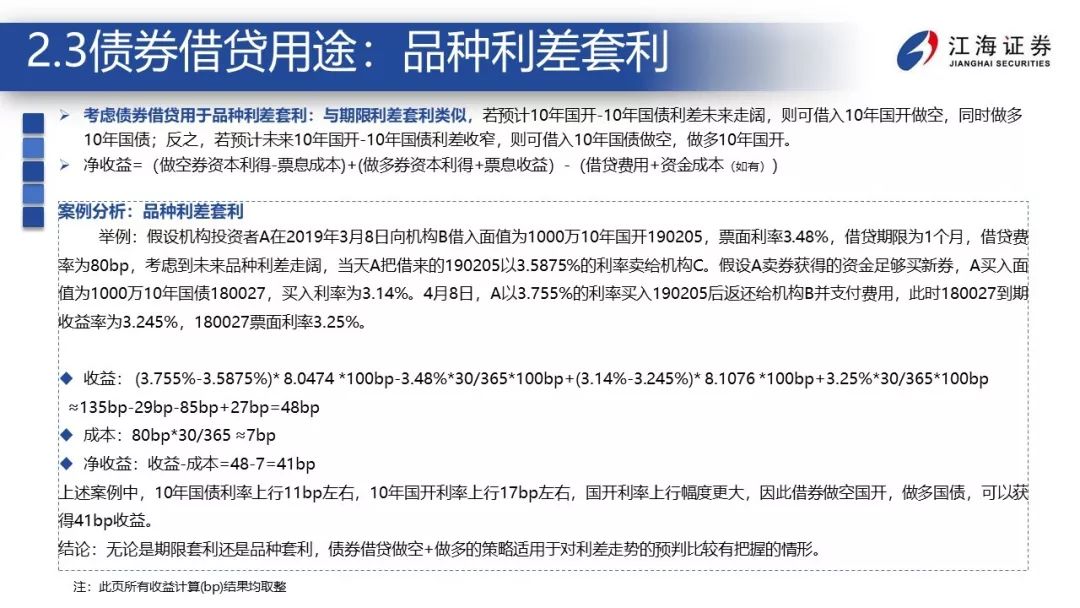 2.3债券借贷用途：品种利差套利
江海证券
JIANGHAI SECURITIES
考虑债券借贷用于品种利差套利：与期限利差套利类似，若预计10年国开-10年国债利差未来走阔，则可借入10年国开做空，同时做多
10年国债；反之，若预计未来10年国开-10年国债利差收窄，则可借入10年国债做空，做多10年国开。
净收益=（做空券资本利得-票息成本)+(做多券资本利得+票息收益）-（借贷费用+资金成本（如有）)
案例分析：品种利差套利
举例：假设机构投资者A在2019年3月8日向机构B借入面值为1000万10年国开190205，票面利率3.48%，借贷期限为1个月，借贷费
率为80bp，考虑到未来品种利差走阔，当天A把借来的190205以3.5875%的利率卖给机构C。假设A卖券获得的资金足够买新券，A买入面
值为1000万10年国债180027，买入利率为3.14%。4月8日，A以3.755%的利率买入190205后返还给机构B并支付费用，此时180027到期
收益率为3.245%，180027票面利率3.25%。
收益： (3.755%-3.5875%)* 8.0474 *100bp-3.48%*30/365*100bp+(3.14%-3.245%)* 8.1076 *100bp+3.25%*30/365*100bp
≈135bp-29bp-85bp+27bp=48bp
成本：80bp*30/365 ≈7bp
净收益：收益-成本=48-7=41bp
上述案例中，10年国债利率上行11bp左右，10年国开利率上行17bp左右，国开利率上行幅度更大，因此借券做空国开，做多国债，可以获
得41bp收益。
结论：无论是期限套利还是品种套利，债券借贷做空+做多的策略适用于对利差走势的预判比较有把握的情形。
注：此页所有收益计算(bp)结果均取整